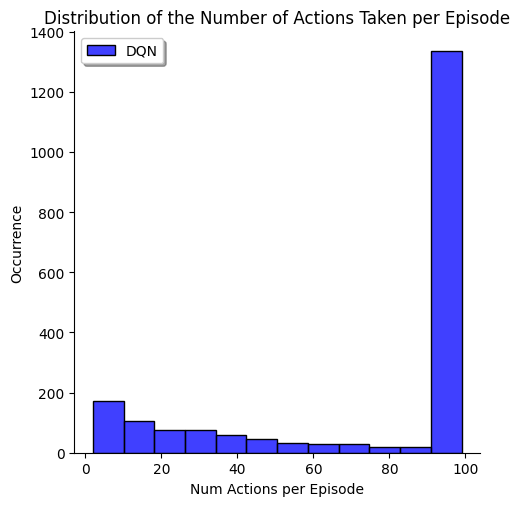 Distribution of the Number of Actions Taken per Episode
DQN
1400
1200
1000
800
600
400
200
0
Occurrence
0 20 40 60 80 100
Num Actions per Episode